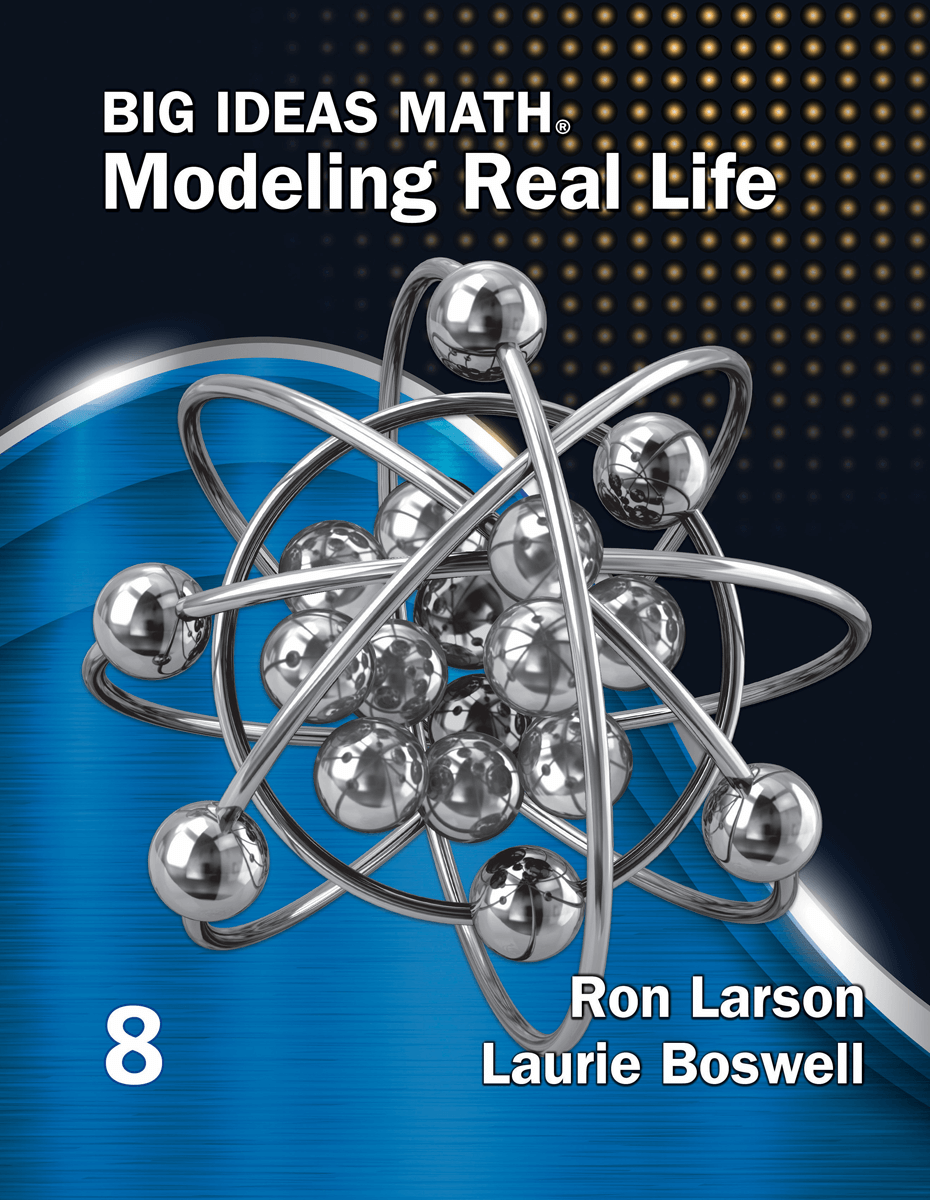 BIG IDEAS MATH®
Modeling Real Life
Ron Larson
8
Laurie Boswell